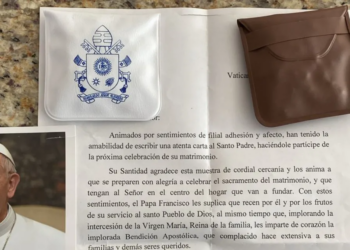 Vatica
Animados por sentimientos de filial adhesión y afecto, han tenido la
amabilidad de escribir una atenta carta al Santo Padre, haciéndole partícipe de
la próxima celebración de su matrimonio.
Su Santidad agradece esta muestra de cordial cercanía y los anima a
que se preparen con alegría a celebrar el sacramento del matrimonio, y que
tengan al Señor en el centro del hogar que van a fundar. Con estos
sentimientos, el Papa Francisco les suplica que recen por él y por los frutos
de su servicio al santo Pueblo de Dios, al mismo tiempo que, implorando la
intercesión de la Virgen María, Reina de la familia, les imparte de corazón la
implorada Bendición Apostólica, que complacido hace extensiva a sus
familias y demás seres queridos.